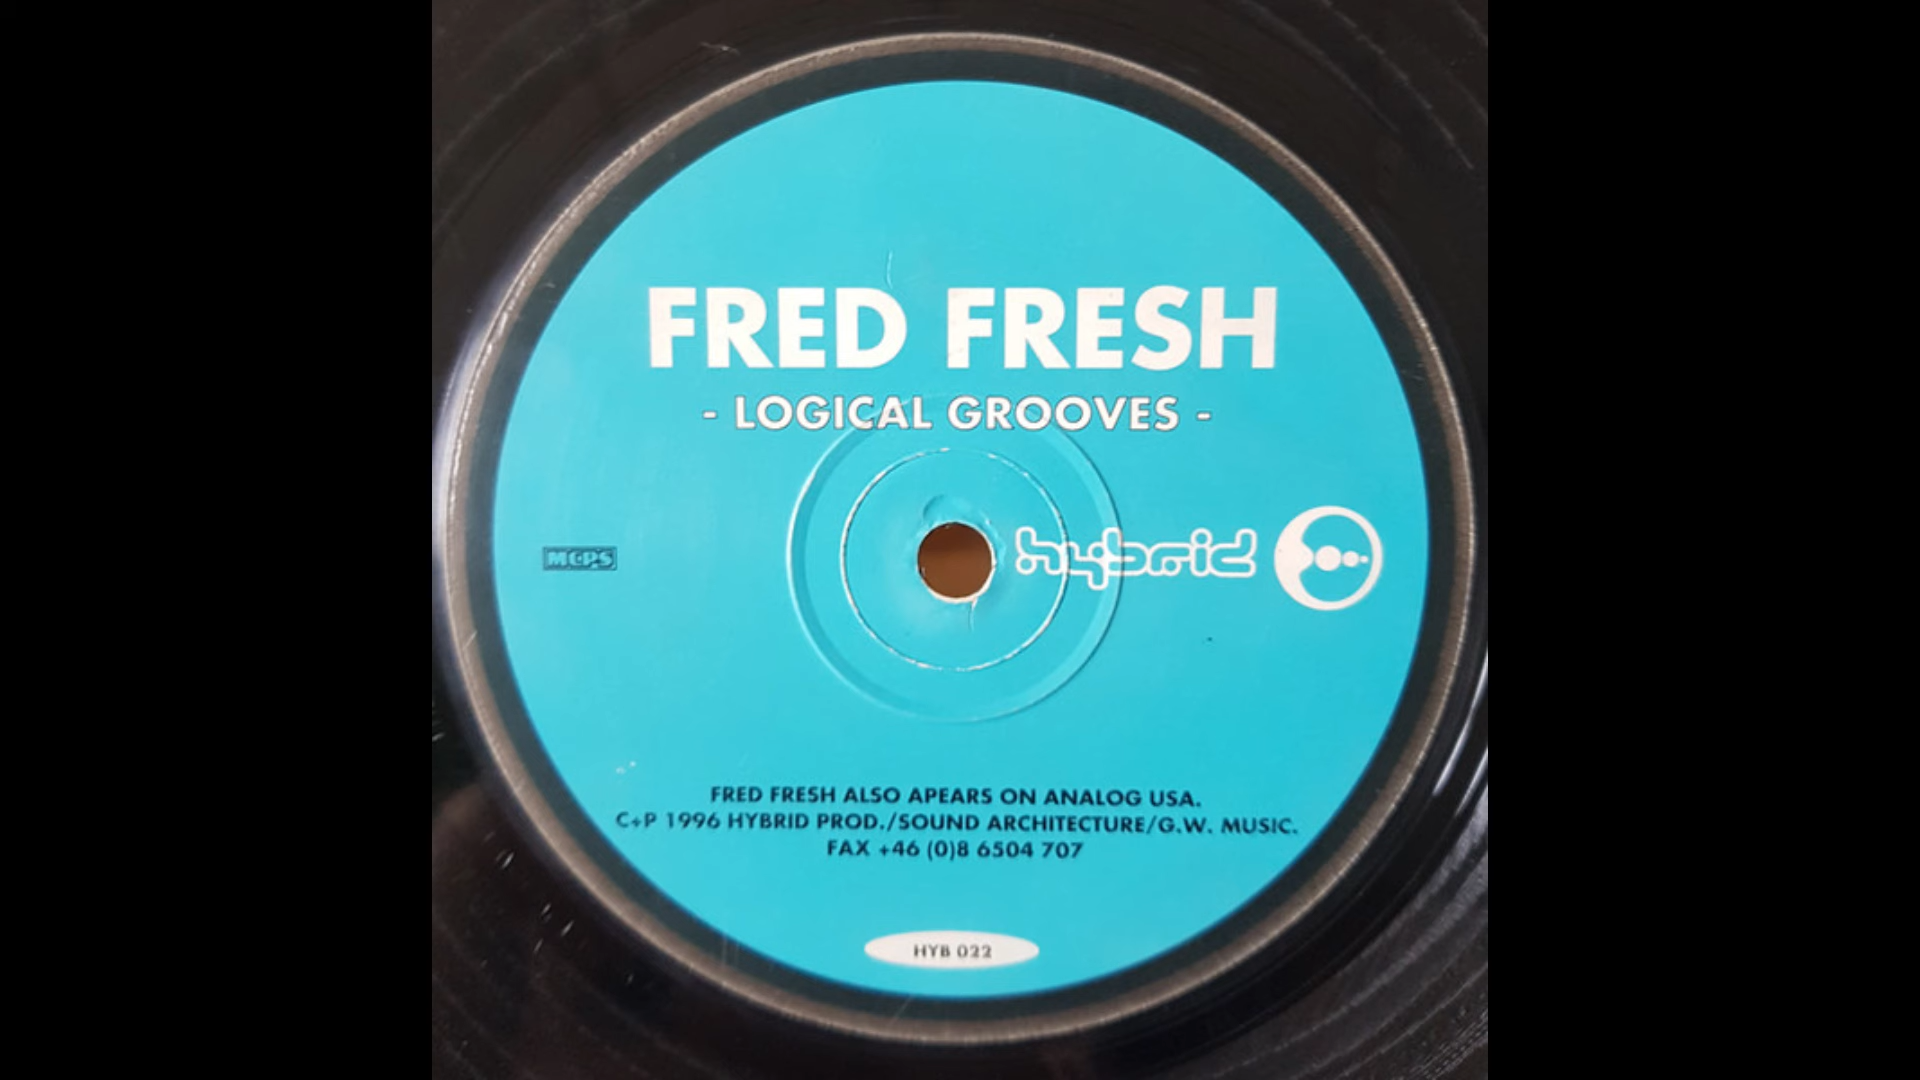 FRED FRESH
- LOGICAL GROOVES -
MCPS
hybrid
FRED FRESH ALSO APEARS ON ANALOG USA.
C+P 1996 HYBRID PROD./SOUND ARCHITECTURE/G.W. MUSIC.
FAX +46 (0)8 6504 707
HYB 022